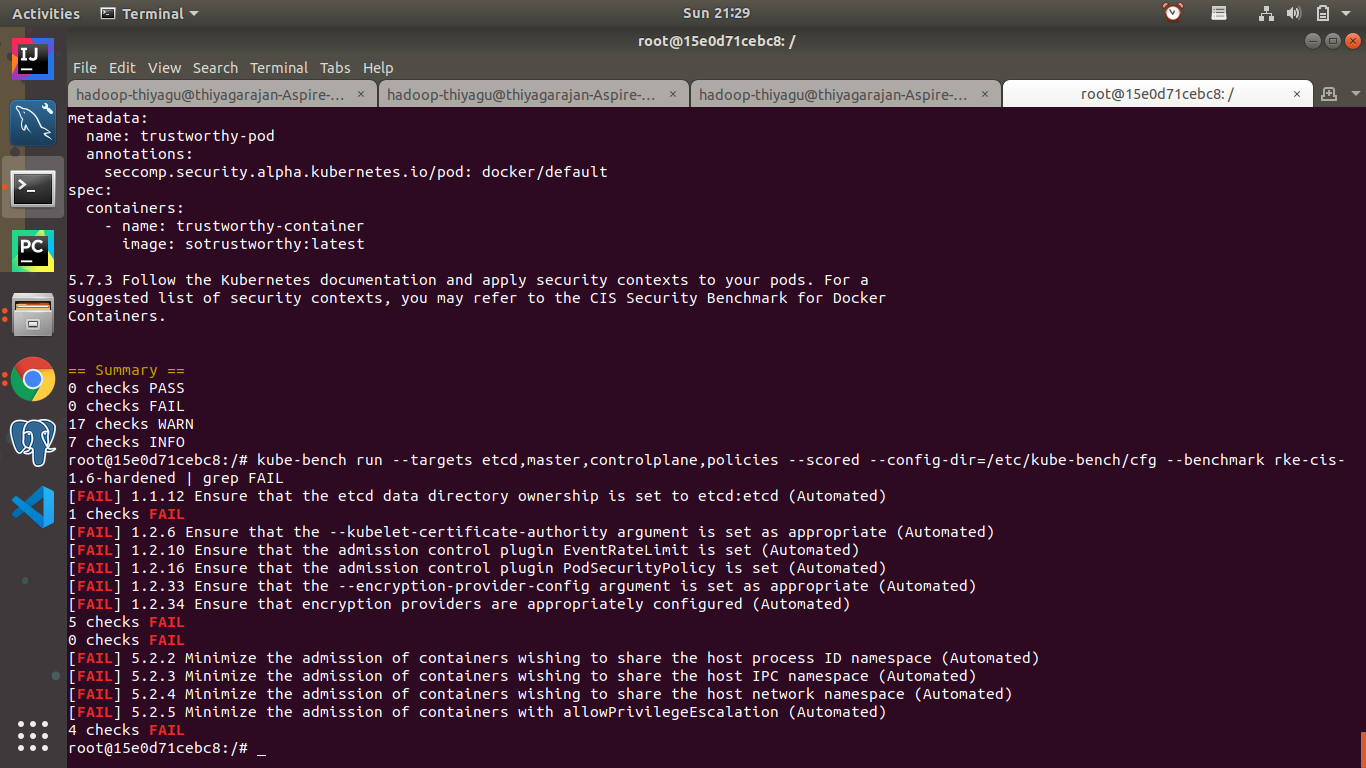 Activities Terminal Sun 21:29
root@15e0d71cebc8: /
File Edit View Search Terminal Tabs Help
hadoop-thiyagu@thiyagarajan-Aspire-... × hadoop-thiyagu@thiyagarajan-Aspire-... × hadoop-thiyagu@thiyagarajan-Aspire-... × root@15e0d71cebc8: / ×
IJ
PC
metadata:
  name: trustworthy-pod
  annotations:
    seccomp.security.alpha.kubernetes.io/pod: docker/default
spec:
  containers:
    - name: trustworthy-container
      image: sotrustworthy:latest

5.7.3 Follow the Kubernetes documentation and apply security contexts to your pods. For a
suggested list of security contexts, you may refer to the CIS Security Benchmark for Docker
Containers.

== Summary ==
0 checks PASS
0 checks FAIL
17 checks WARN
7 checks INFO
root@15e0d71cebc8:/# kube-bench run --targets etcd,master,controlplane,policies --scored --config-dir=/etc/kube-bench/cfg --benchmark rke-cis-
1.6-hardened | grep FAIL
[FAIL] 1.1.12 Ensure that the etcd data directory ownership is set to etcd:etcd (Automated)
1 checks FAIL
[FAIL] 1.2.6 Ensure that the --kubelet-certificate-authority argument is set as appropriate (Automated)
[FAIL] 1.2.10 Ensure that the admission control plugin EventRateLimit is set (Automated)
[FAIL] 1.2.16 Ensure that the admission control plugin PodSecurityPolicy is set (Automated)
[FAIL] 1.2.33 Ensure that the --encryption-provider-config argument is set as appropriate (Automated)
[FAIL] 1.2.34 Ensure that encryption providers are appropriately configured (Automated)
5 checks FAIL
0 checks FAIL
[FAIL] 5.2.2 Minimize the admission of containers wishing to share the host process ID namespace (Automated)
[FAIL] 5.2.3 Minimize the admission of containers wishing to share the host IPC namespace (Automated)
[FAIL] 5.2.4 Minimize the admission of containers wishing to share the host network namespace (Automated)
[FAIL] 5.2.5 Minimize the admission of containers with allowPrivilegeEscalation (Automated)
4 checks FAIL
root@15e0d71cebc8:/# _